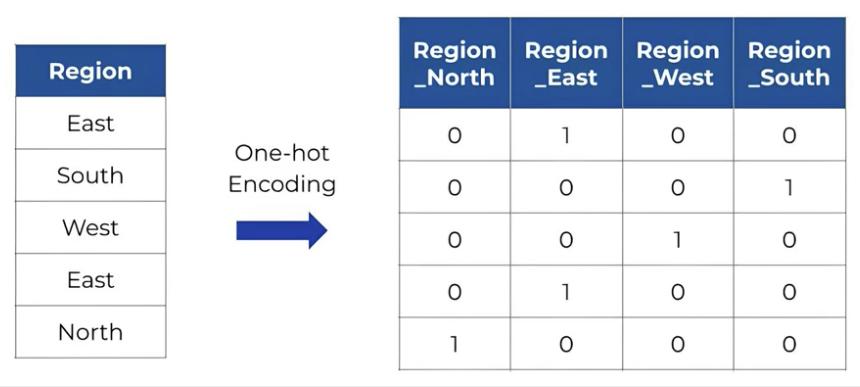 Region
East
South
West
East
North
One-hot
Encoding
Region
_North
Region
_East
Region
_West
Region
_South
0 1 0 0
0 0 0 1
0 0 1 0
0 1 0 0
1 0 0 0